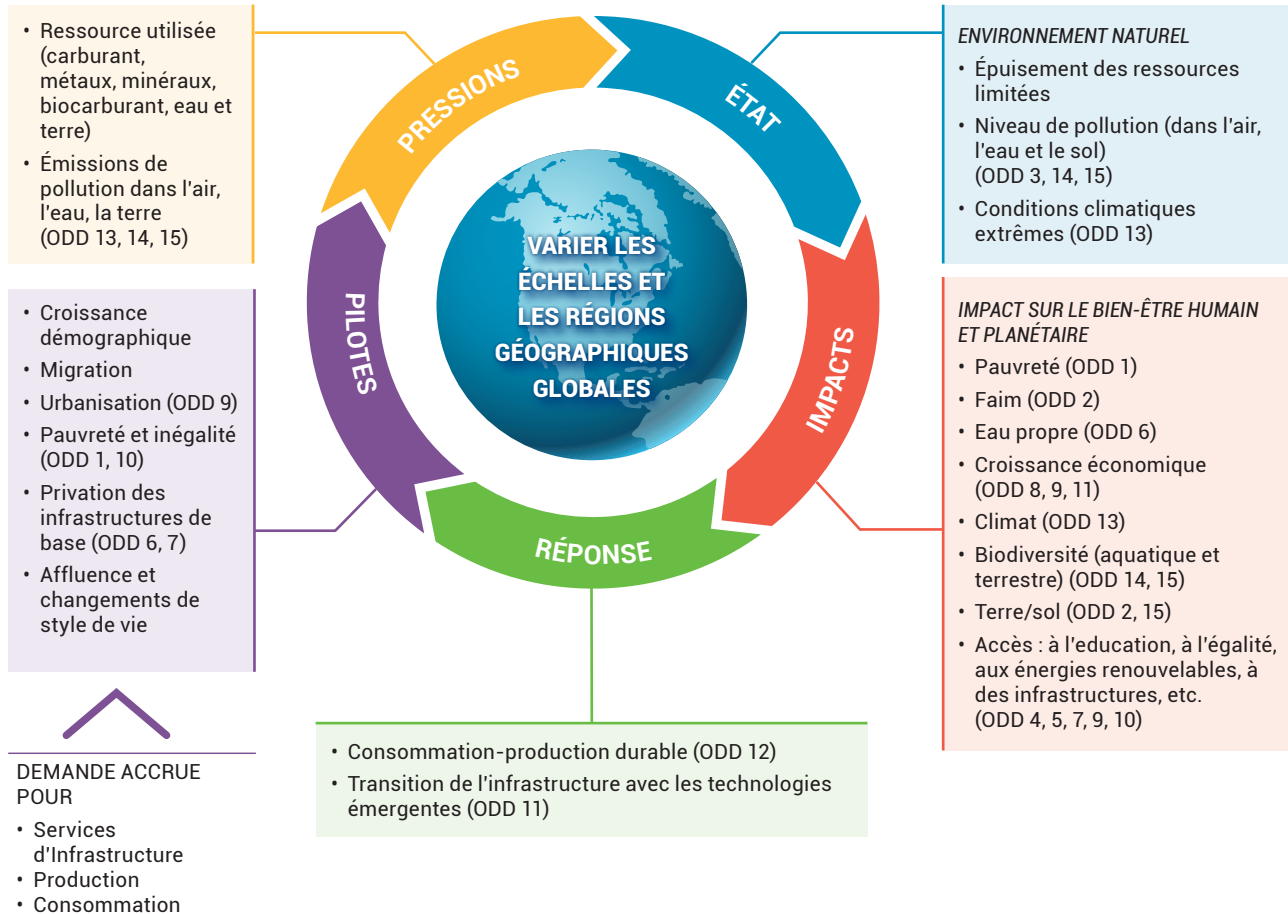 • Ressource utilisée
(carburant,
métaux, minéraux,
biocarburant, eau et
terre)
• Émissions de
pollution dans l'air,
l'eau, la terre
(ODD 13, 14, 15)
• Croissance
démographique
• Migration
• Urbanisation (ODD 9)
• Pauvreté et inégalité
(ODD 1, 10)
• Privation des
infrastructures de
base (ODD 6, 7)
• Affluence et
changements de
style de vie
DEMANDE ACCRUE
POUR
• Services
d'Infrastructure
• Production
• Consommation
PRESSIONS
ÉTAT
IMPACTS
RÉPONSE
PILOTES
VARIER LES
ÉCHELLES ET
LES RÉGIONS
GÉOGRAPHIQUES
GLOBALES
ENVIRONNEMENT NATUREL
• Épuisement des ressources
limitées
• Niveau de pollution (dans l'air,
l'eau et le sol)
(ODD 3, 14, 15)
• Conditions climatiques
extrêmes (ODD 13)
IMPACT SUR LE BIEN-ÊTRE HUMAIN
ET PLANÉTAIRE
• Pauvreté (ODD 1)
• Faim (ODD 2)
• Eau propre (ODD 6)
• Croissance économique
(ODD 8, 9, 11)
• Climat (ODD 13)
• Biodiversité (aquatique et
terrestre) (ODD 14, 15)
• Terre/sol (ODD 2, 15)
• Accès : à l'education, à l'égalité,
aux énergies renouvelables, à
des infrastructures, etc.
(ODD 4, 5, 7, 9, 10)
• Consommation-production durable (ODD 12)
• Transition de l'infrastructure avec les technologies
émergentes (ODD 11)